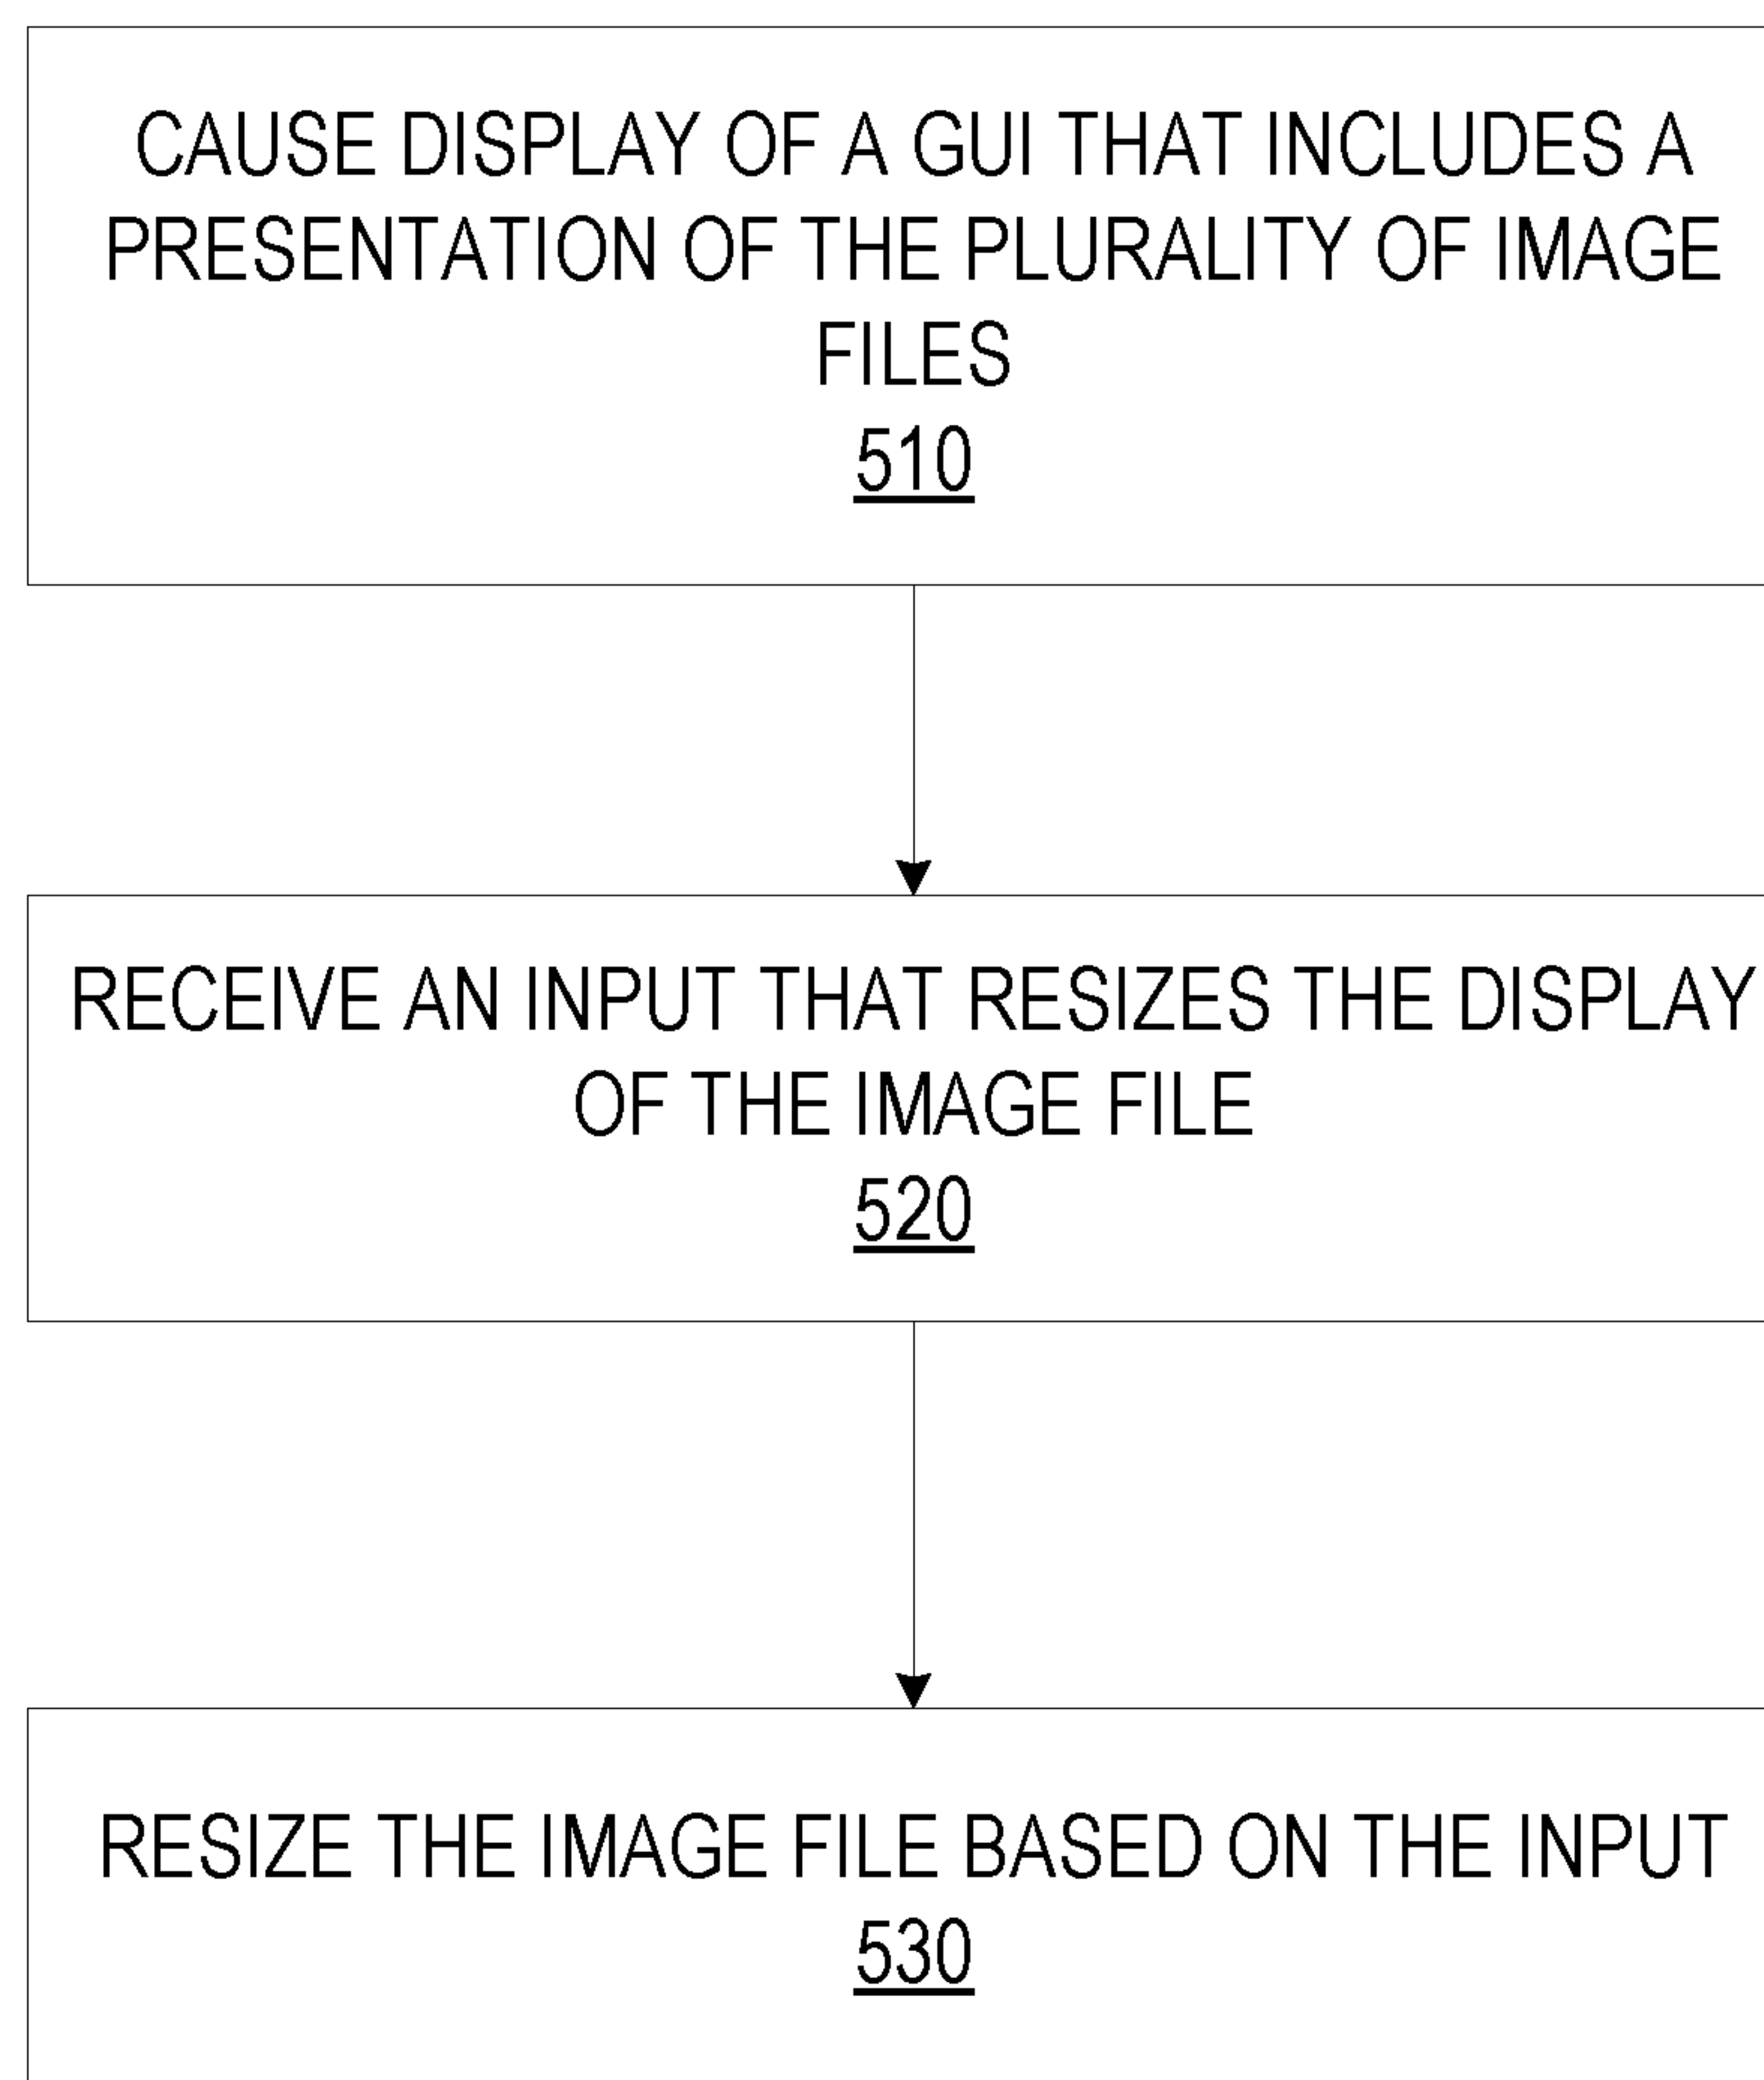 CAUSE DISPLAY OF A GUI THAT INCLUDES A
PRESENTATION OF THE PLURALITY OF IMAGE
FILES
510
RECEIVE AN INPUT THAT RESIZES THE DISPLAY
OF THE IMAGE FILE
520
RESIZE THE IMAGE FILE BASED ON THE INPUT
530